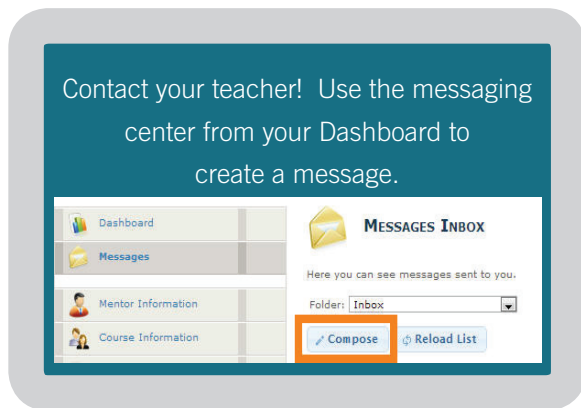 Contact your teacher!  Use the messaging
center from your Dashboard to
create a message.
Dashboard
Messages
Mentor Information
Course Information
MESSAGES INBOX
Here you can see messages sent to you.
Folder: Inbox
Compose Reload List